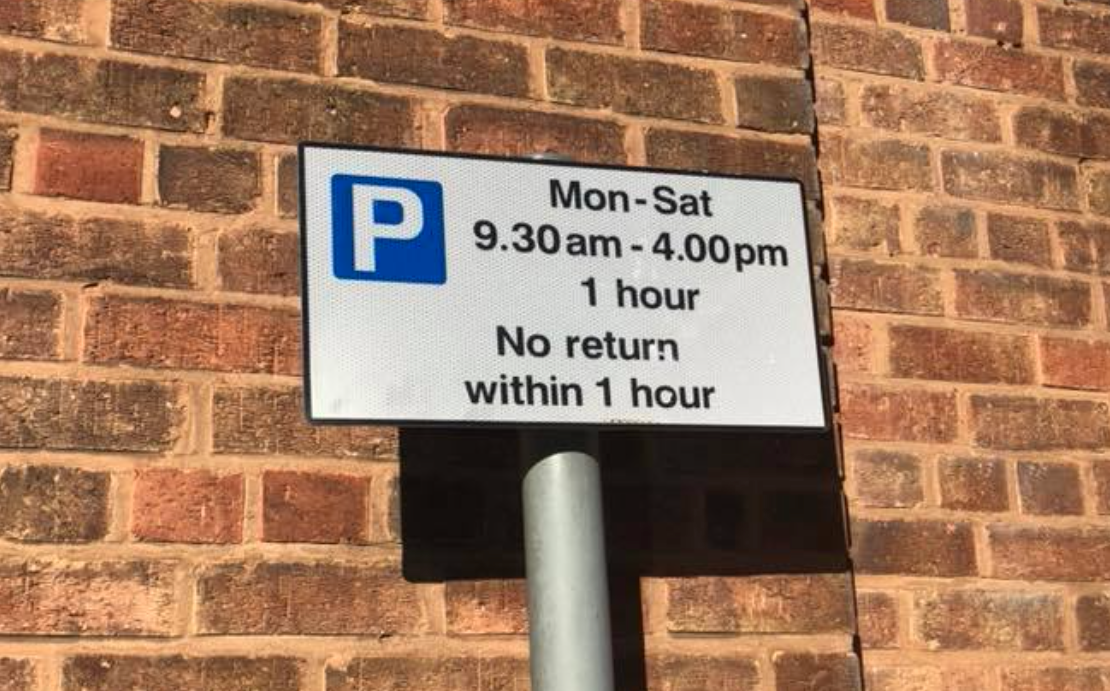 P
Mon-Sat
9.30am - 4.00pm
1 hour
No return
within 1 hour